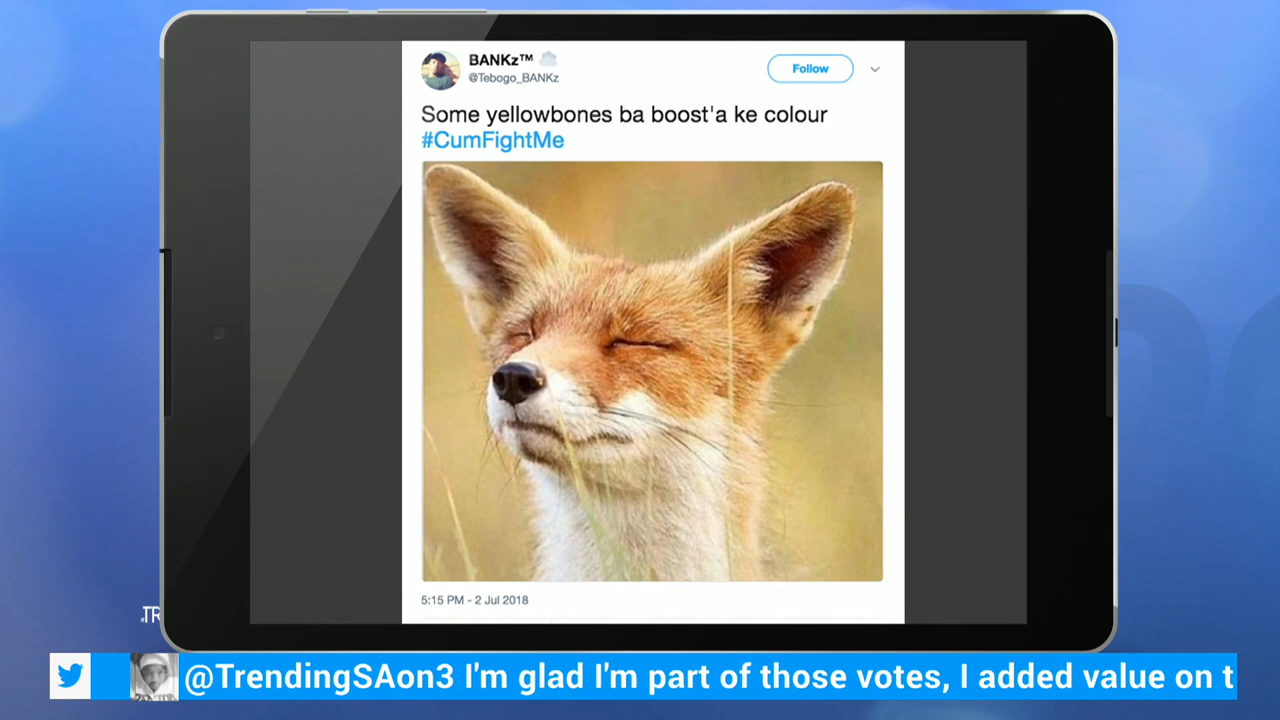 BANKz™
@Tebogo_BANKz
Follow
Some yellowbones ba boost'a ke colour
#CumFightMe
5:15 PM - 2 Jul 2018
TR
@TrendingSAon3 I'm glad I'm part of those votes, I added value on t